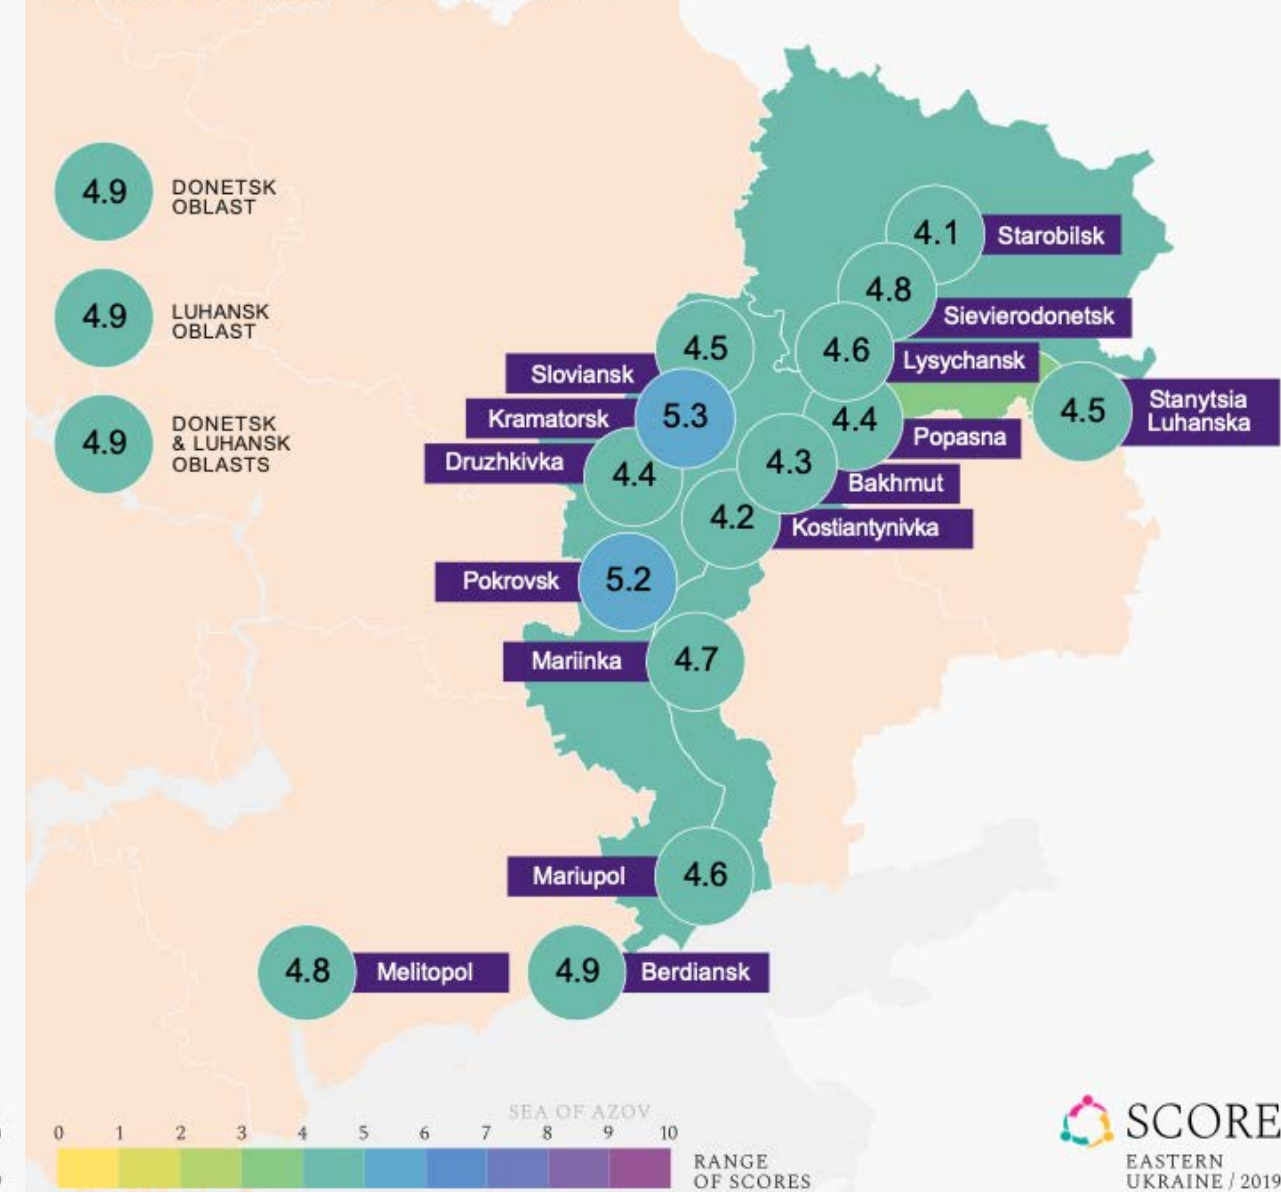 4.9
DONETSK
OBLAST
4.9
LUHANSK
OBLAST
4.9
DONETSK
& LUHANSK
OBLASTS
4.1
Starobilsk
4.8
Sievierodonetsk
4.5
Sloviansk
4.6
Lysychansk
5.3
Kramatorsk
4.4
Popasna
4.5
Stanytsia
Luhanska
4.4
Druzhkivka
4.3
Bakhmut
4.2
Kostiantynivka
5.2
Pokrovsk
4.7
Mariinka
4.6
Mariupol
4.8
Melitopol
4.9
Berdiansk
SEA OF AZOV
0 1 2 3 4 5 6 7 8 9 10
RANGE
OF SCORES
SCORE
EASTERN
UKRAINE / 2019